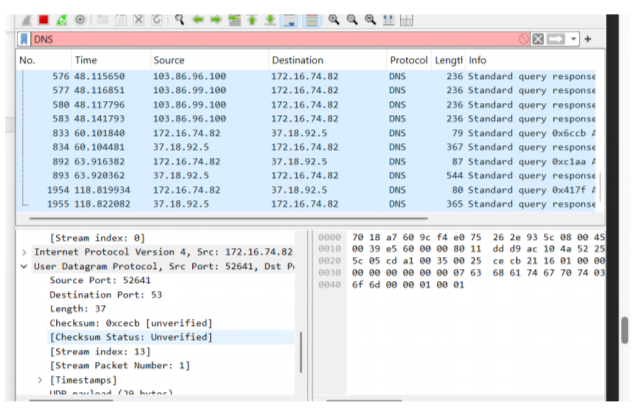 DNS
No. Time Source Destination Protocol Lengtl Info
576 48.115650 103.86.96.100 172.16.74.82 DNS 236 Standard query response
577 48.116851 103.86.99.100 172.16.74.82 DNS 236 Standard query response
580 48.117796 103.86.99.100 172.16.74.82 DNS 236 Standard query response
583 48.141793 103.86.96.100 172.16.74.82 DNS 236 Standard query response
833 60.101840 172.16.74.82 37.18.92.5 DNS 79 Standard query 0x6ccb A
834 60.104481 37.18.92.5 172.16.74.82 DNS 367 Standard query response
892 63.916382 172.16.74.82 37.18.92.5 DNS 87 Standard query 0xc1aa A
893 63.920362 37.18.92.5 172.16.74.82 DNS 544 Standard query response
1954 118.819934 172.16.74.82 37.18.92.5 DNS 80 Standard query 0x417f A
1955 118.822082 37.18.92.5 172.16.74.82 DNS 365 Standard query response
[Stream index: 0]
Internet Protocol Version 4, Src: 172.16.74.82
User Datagram Protocol, Src Port: 52641, Dst P
Source Port: 52641
Destination Port: 53
Length: 37
Checksum: 0xcecb [unverified]
[Checksum Status: Unverified]
[Stream index: 13]
[Stream Packet Number: 1]
[Timestamps]
UDP payload (29 bytes)
0000 70 18 a7 60 9c f4 e0 75 26 2e 93 5c 08 00 45
0010 00 39 e5 60 00 00 80 11 dd d9 ac 10 4a 52 25
0020 5c 05 cd a1 00 35 00 25 ce cb 21 16 01 00 00
0030 00 00 00 00 00 00 07 63 68 61 74 67 70 74 03
0040 6f 6d 00 00 01 00 01